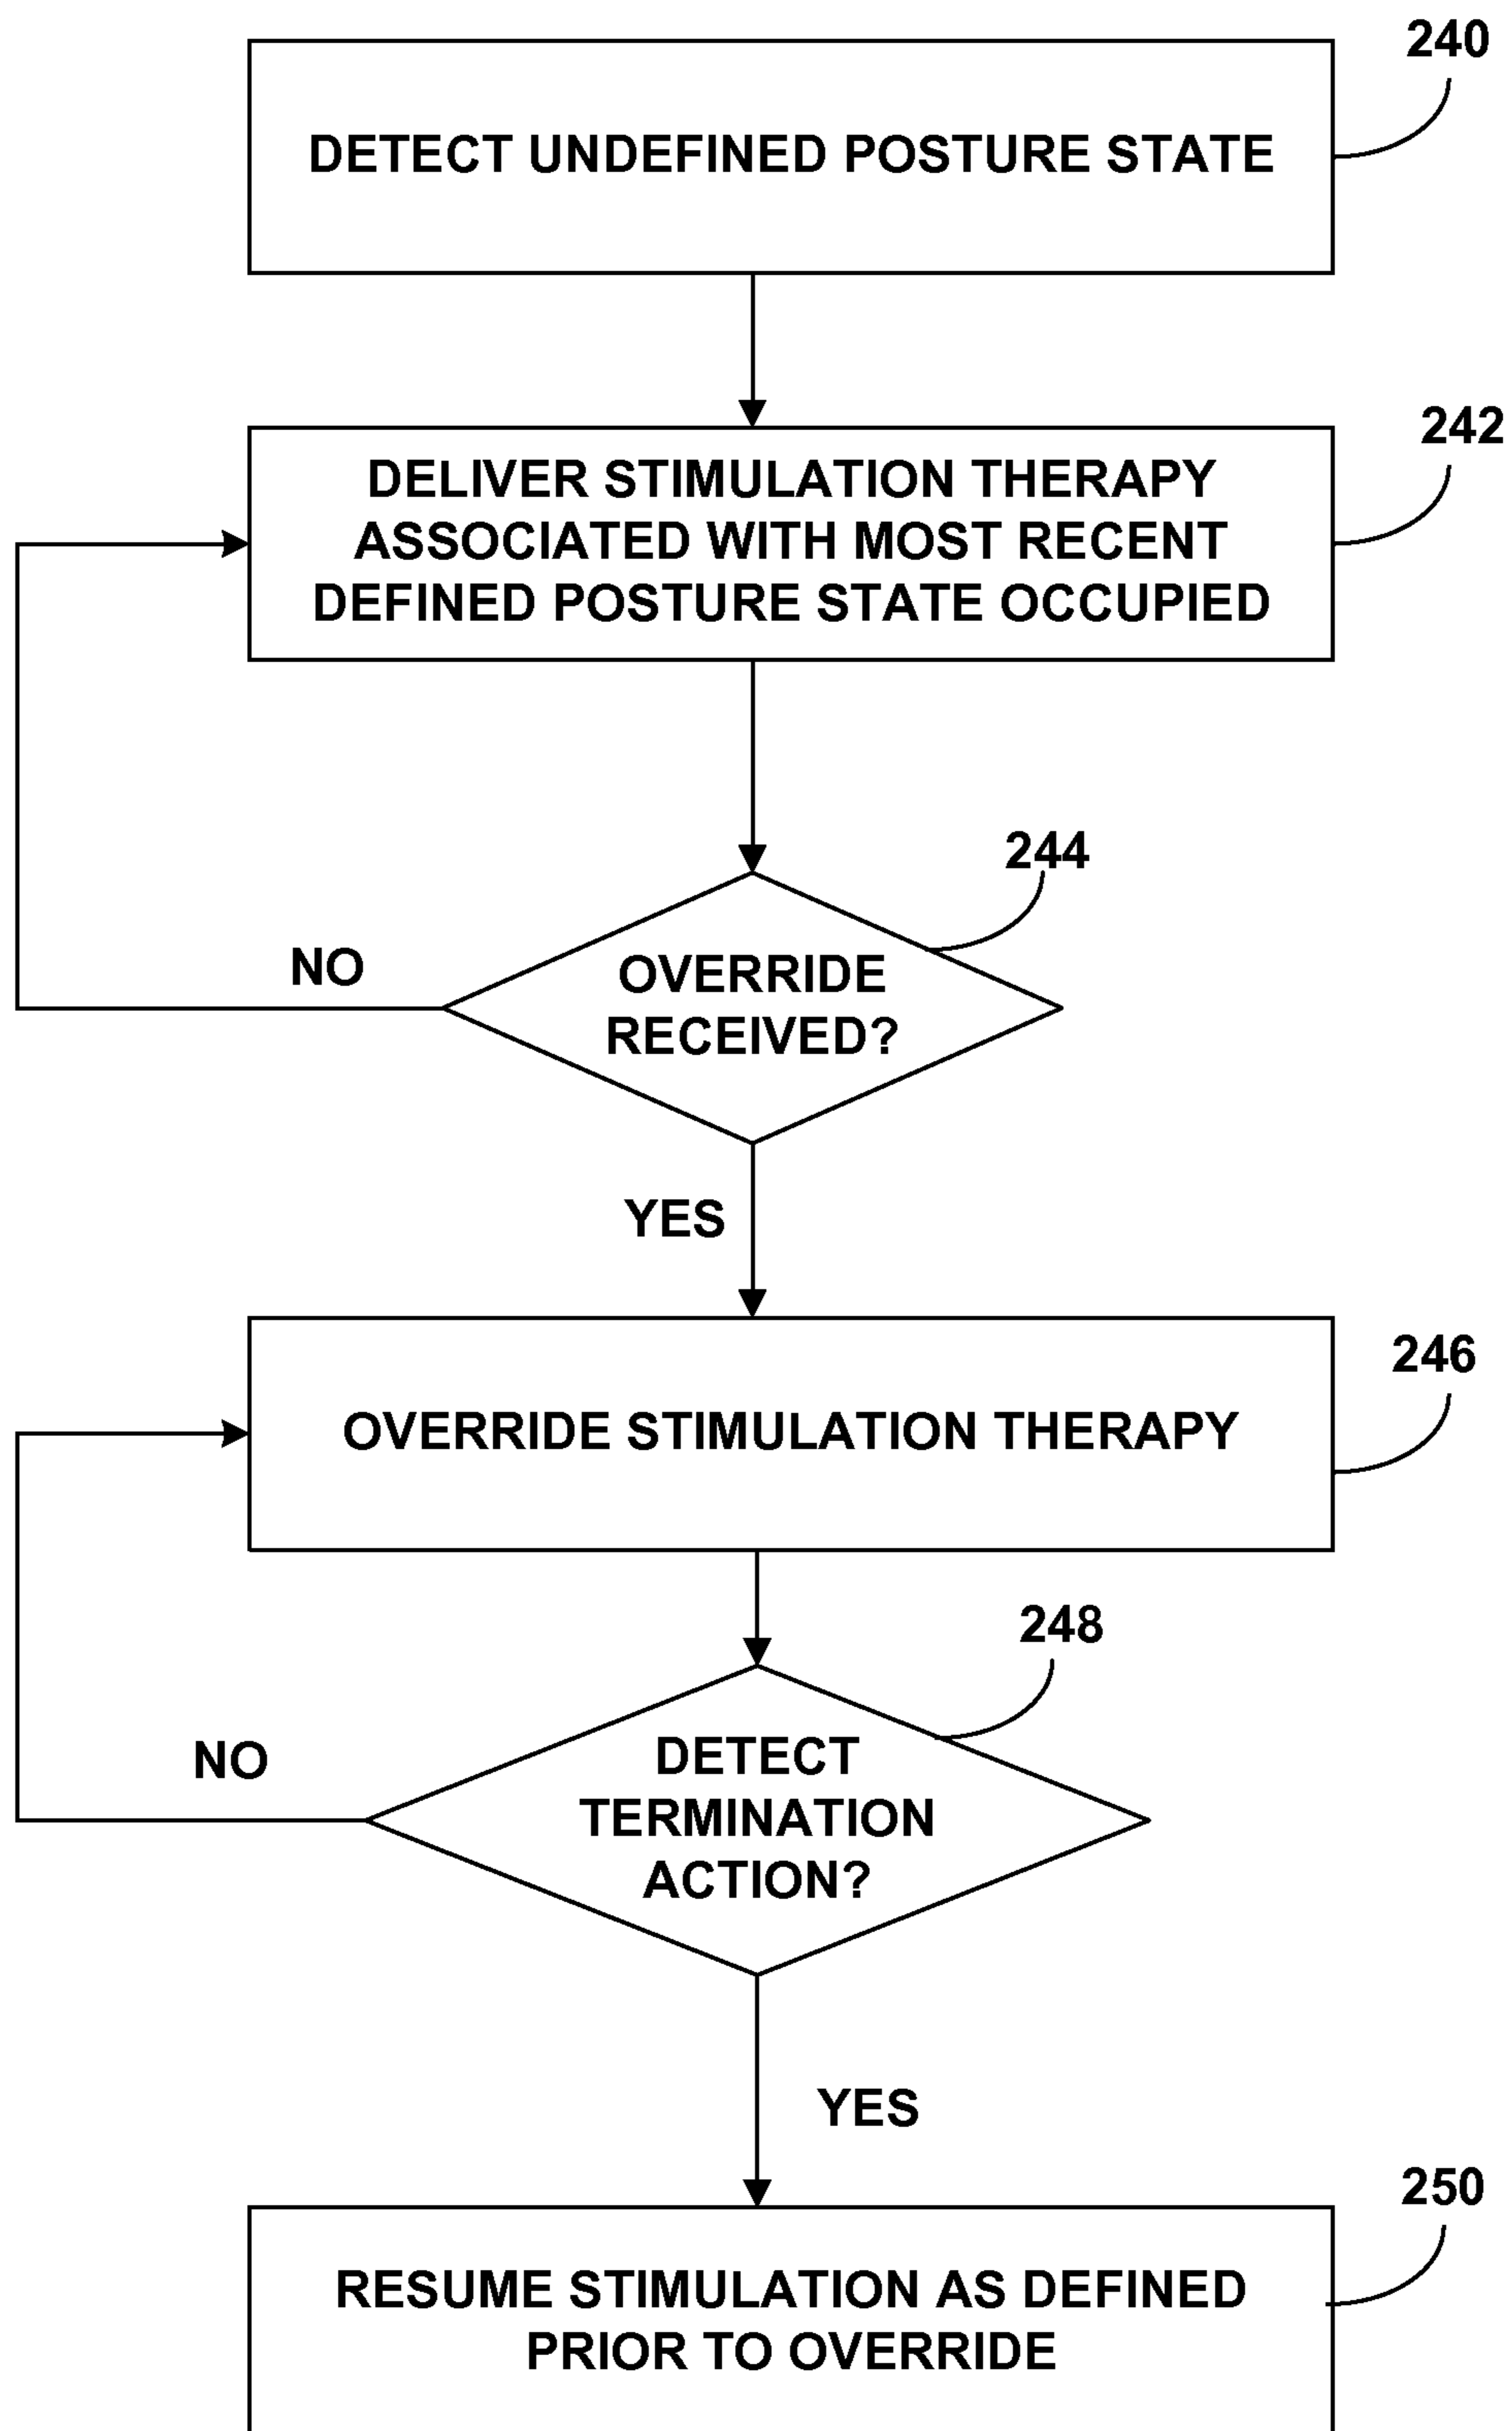 240
DETECT UNDEFINED POSTURE STATE
242
DELIVER STIMULATION THERAPY
ASSOCIATED WITH MOST RECENT
DEFINED POSTURE STATE OCCUPIED
244
NO
OVERRIDE
RECEIVED?
YES
246
OVERRIDE STIMULATION THERAPY
248
NO
DETECT
TERMINATION
ACTION?
YES
250
RESUME STIMULATION AS DEFINED
PRIOR TO OVERRIDE